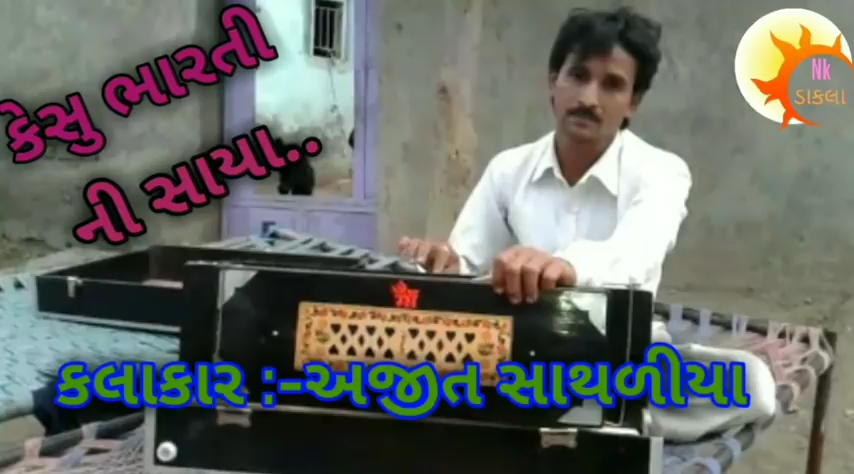 કેસુ ભારતી
ની સાયા..
Nk
ડાકલા
કલાકાર :-અજીત સાથળીયા